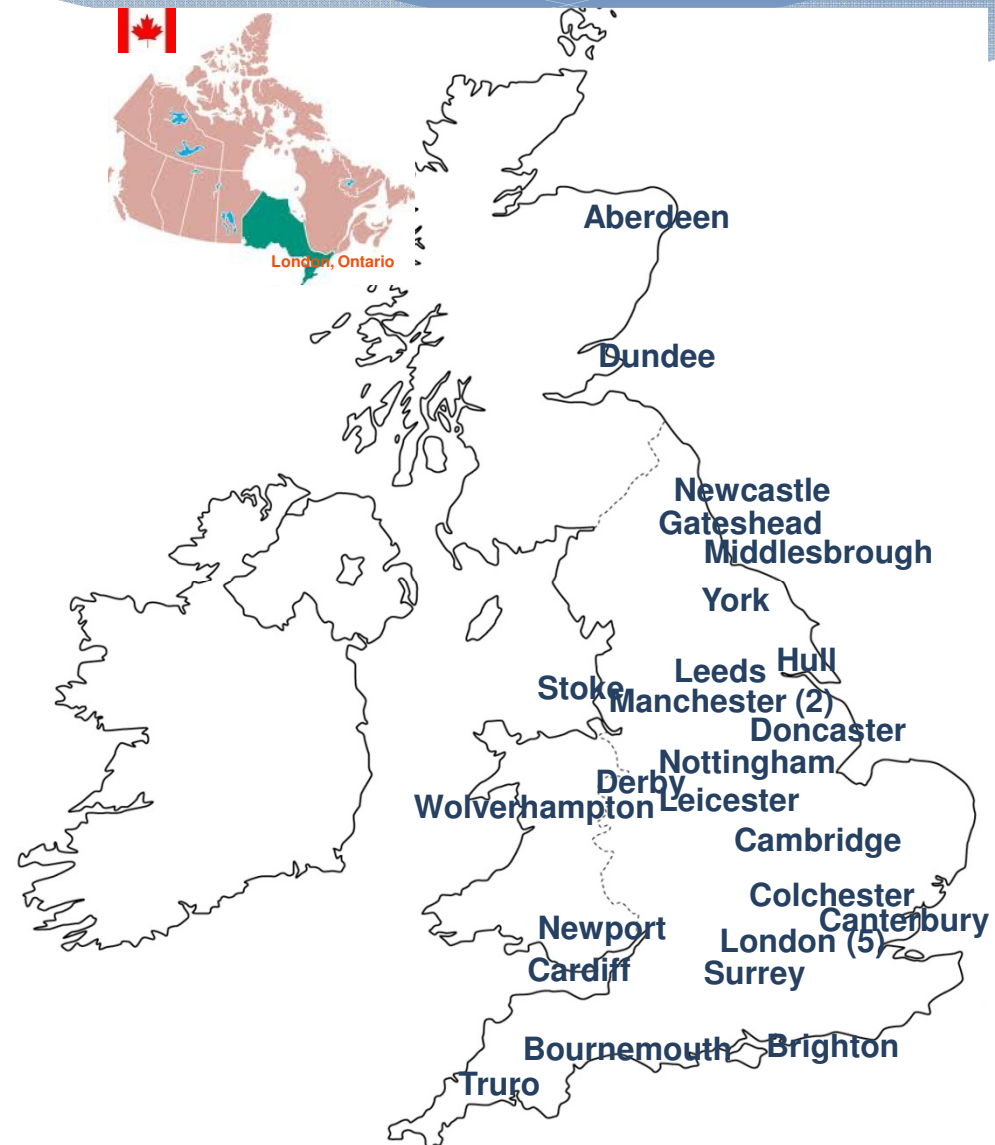 London, Ontario
Aberdeen
Dundee
Newcastle
Gateshead
Middlesbrough
York
Hull
Leeds
Stoke
Manchester (2)
Doncaster
Nottingham
Derby
Leicester
Wolverhampton
Cambridge
Colchester
Canterbury
Newport
London (5)
Cardiff
Surrey
Bournemouth
Brighton
Truro